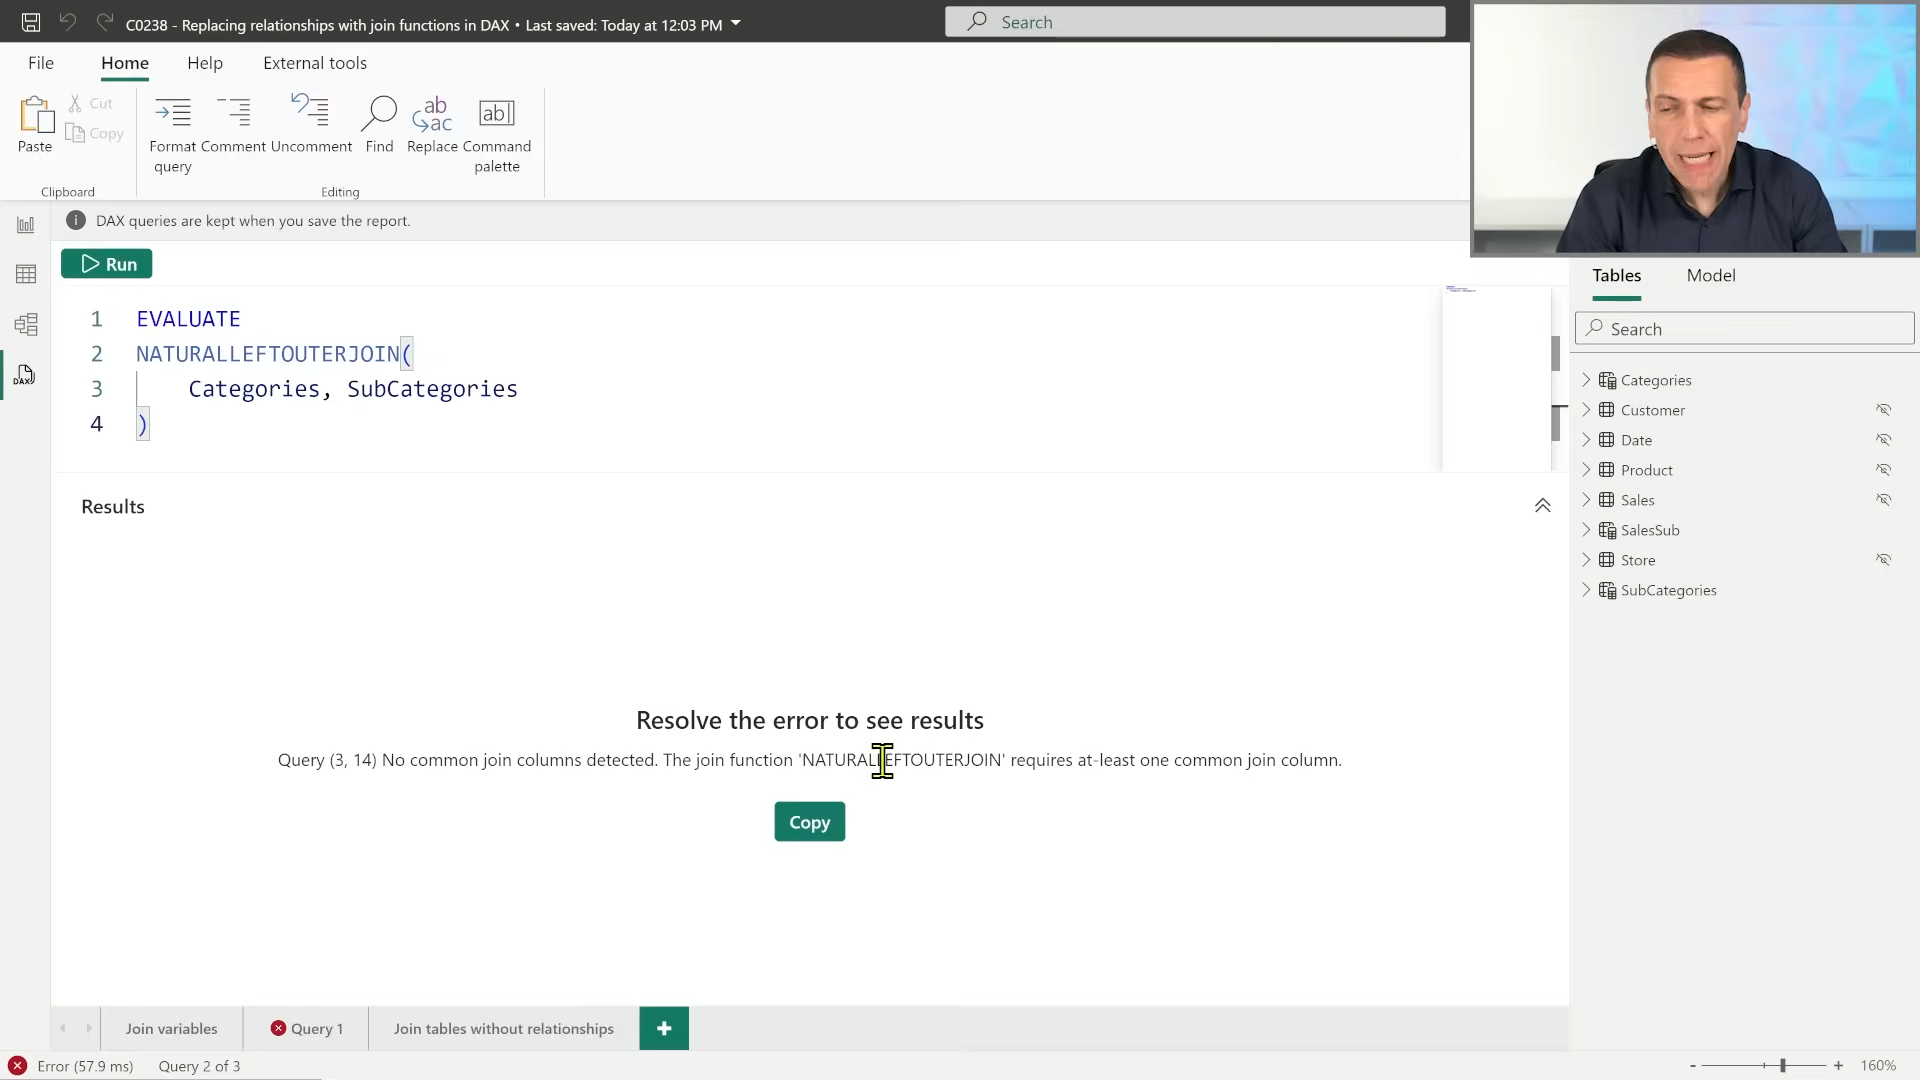 C0238 - Replacing relationships with join functions in DAX • Last saved: Today at 12:03 PM
Search
File Home Help External tools
Paste
Cut
Copy
Clipboard
Format query
Comment
Uncomment
Find
ab
ac
Replace
ab
Command palette
Editing
DAX queries are kept when you save the report.
Run
1 EVALUATE
2 NATURALLEFTOUTERJOIN(
3 Categories, SubCategories
4 )
DAX
Results
Resolve the error to see results
Query (3, 14) No common join columns detected. The join function 'NATURALLEFTOUTERJOIN' requires at-least one common join column.
Copy
Tables Model
Search
Categories
Customer
Date
Product
Sales
SalesSub
Store
SubCategories
Join variables Query 1 Join tables without relationships +
Error (57.9 ms) Query 2 of 3
- + 160%